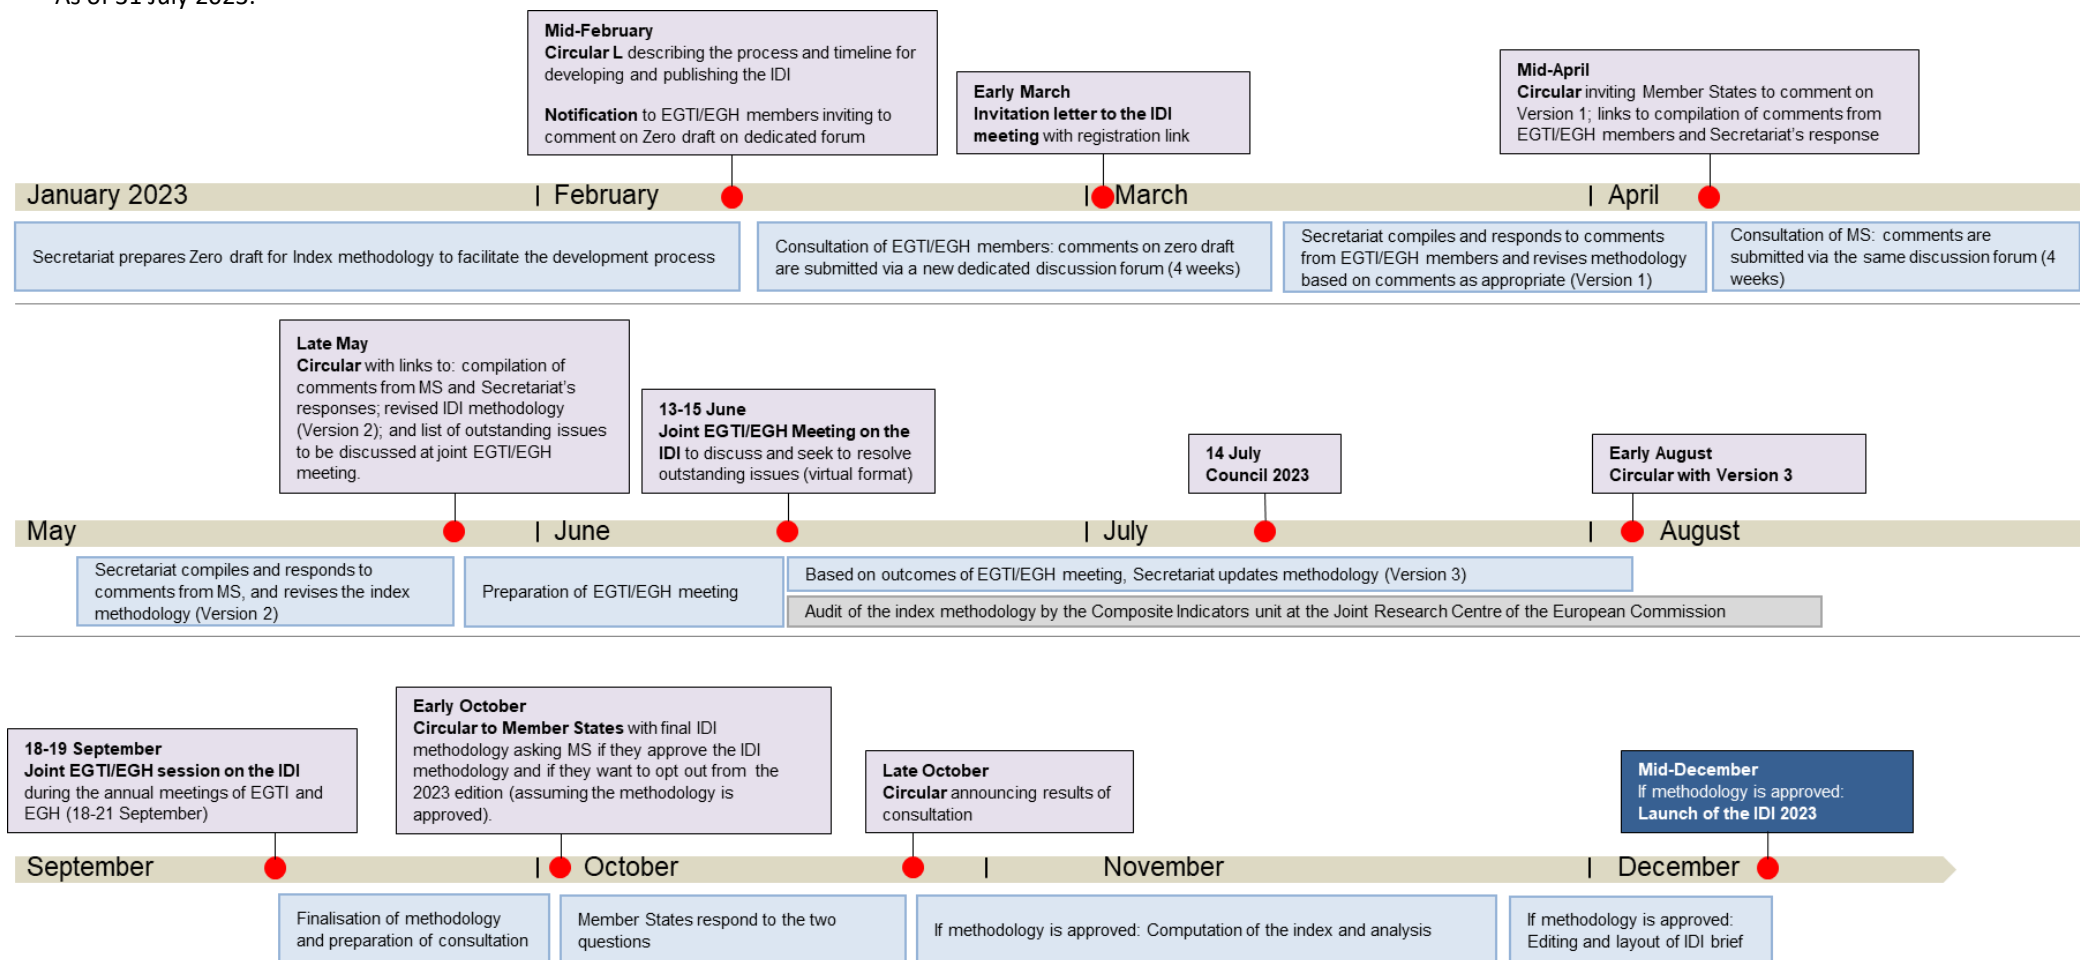 As of 31 July 2023.
Mid-February
Circular L describing the process and timeline for
developing and publishing the IDI
Notification to EGTI/EGH members inviting to
comment on Zero draft on dedicated forum
Early March
Invitation letter to the IDI
meeting with registration link
Mid-April
Circular inviting Member States to comment on
Version 1; links to compilation of comments from
EGTI/EGH members and Secretariat's response
January 2023
February
March
April
Secretariat prepares Zero draft for Index methodology to facilitate the development process
Consultation of EGTI/EGH members: comments on zero draft
are submitted via a new dedicated discussion forum (4 weeks)
Secretariat compiles and responds to comments
from EGTI/EGH members and revises methodology
based on comments as appropriate (Version 1)
Consultation of MS: comments are
submitted via the same discussion forum (4
weeks)
Late May
Circular with links to: compilation of
comments from MS and Secretariat's
responses; revised IDI methodology
(Version 2); and list of outstanding issues
to be discussed at joint EGTI/EGH
meeting.
13-15 June
Joint EGTI/EGH Meeting on the
IDI to discuss and seek to resolve
outstanding issues (virtual format)
14 July
Council 2023
Early August
Circular with Version 3
May
June
July
August
Secretariat compiles and responds to
comments from MS, and revises the index
methodology (Version 2)
Preparation of EGTI/EGH meeting
Based on outcomes of EGTI/EGH meeting, Secretariat updates methodology (Version 3)
Audit of the index methodology by the Composite Indicators unit at the Joint Research Centre of the European Commission
18-19 September
Joint EGTI/EGH session on the IDI
during the annual meetings of EGTI and
EGH (18-21 September)
Early October
Circular to Member States with final IDI
methodology asking MS if they approve the IDI
methodology and if they want to opt out from the
2023 edition (assuming the methodology is
approved).
Late October
Circular announcing results of
consultation
Mid-December
If methodology is approved:
Launch of the IDI 2023
September
October
November
December
Finalisation of methodology
and preparation of consultation
Member States respond to the two
questions
If methodology is approved: Computation of the index and analysis
If methodology is approved:
Editing and layout of IDI brief